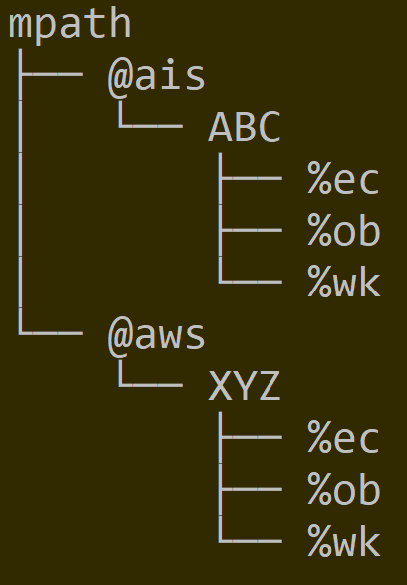 mpath
├── @ais
│   └── ABC
│       ├── %ec
│       ├── %ob
│       └── %wk
└── @aws
    └── XYZ
        ├── %ec
        ├── %ob
        └── %wk